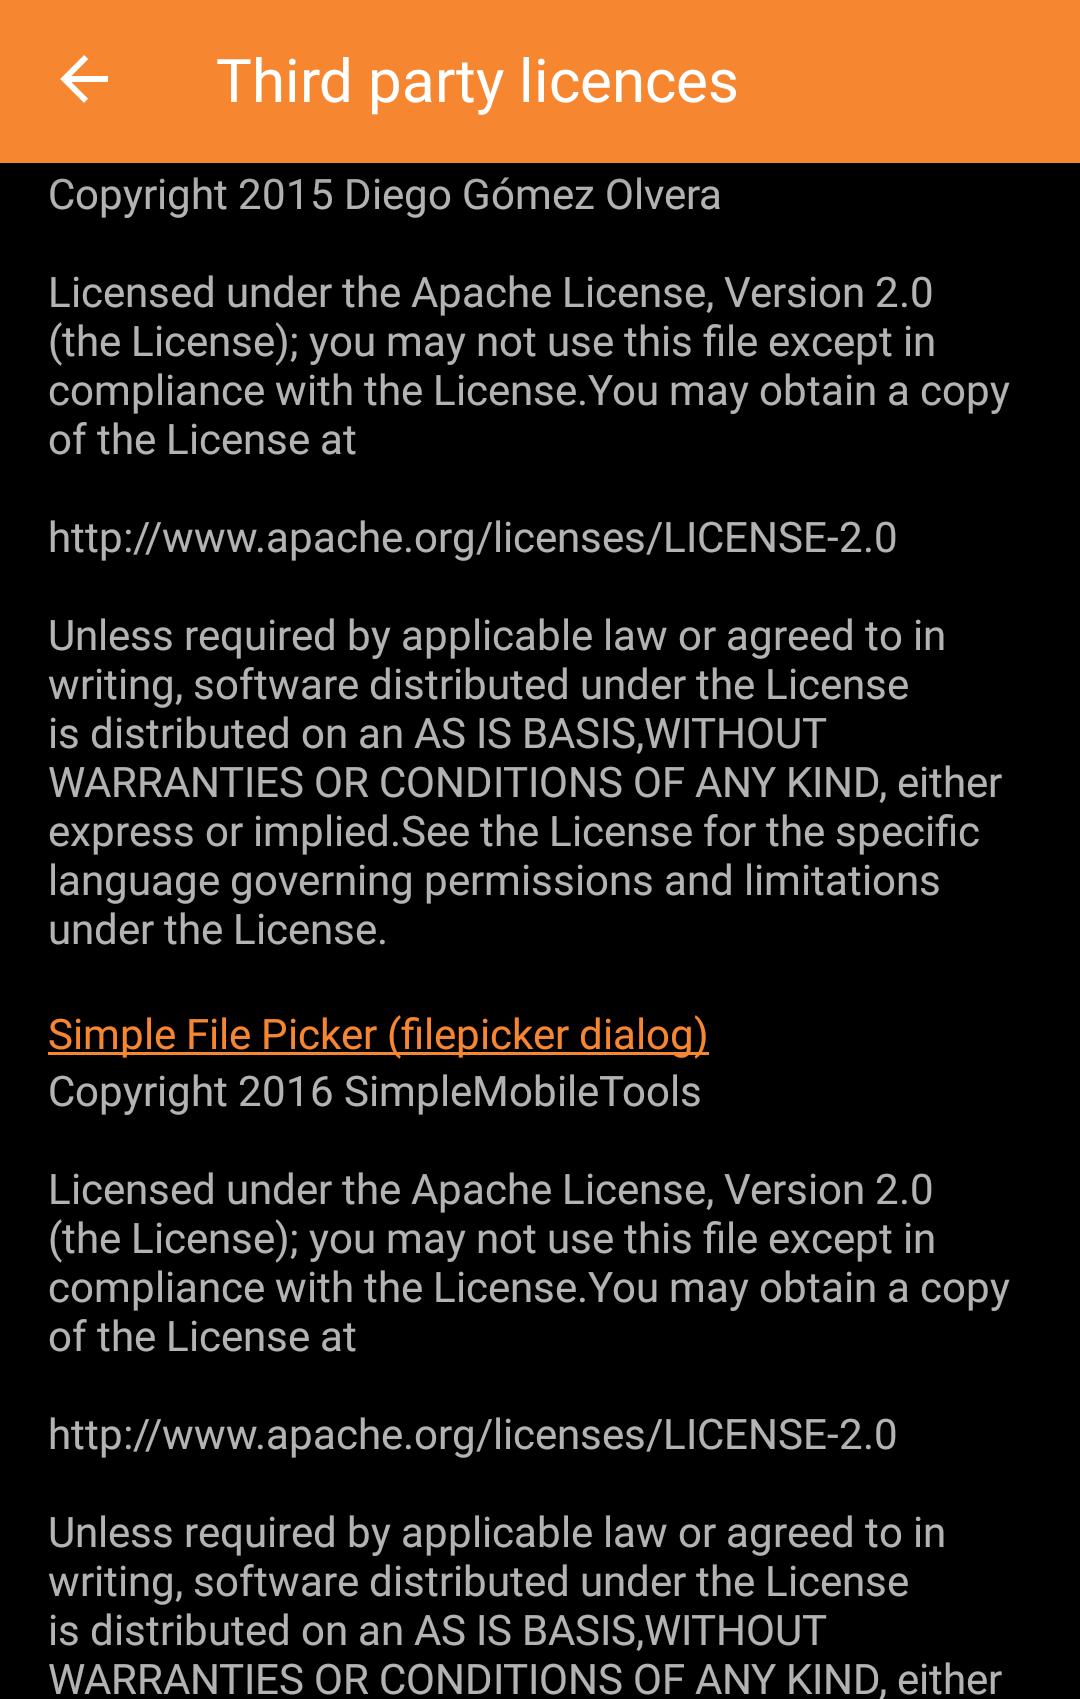 Third party licences
Copyright 2015 Diego Gómez Olvera
Licensed under the Apache License, Version 2.0
(the License); you may not use this file except in
compliance with the License.You may obtain a copy
of the License at
http://www.apache.org/licenses/LICENSE-2.0
Unless required by applicable law or agreed to in
writing, software distributed under the License
is distributed on an AS IS BASIS,WITHOUT
WARRANTIES OR CONDITIONS OF ANY KIND, either
express or implied.See the License for the specific
language governing permissions and limitations
under the License.
Simple File Picker (filepicker dialog)
Copyright 2016 SimpleMobileTools
Licensed under the Apache License, Version 2.0
(the License); you may not use this file except in
compliance with the License.You may obtain a copy
of the License at
http://www.apache.org/licenses/LICENSE-2.0
Unless required by applicable law or agreed to in
writing, software distributed under the License
is distributed on an AS IS BASIS,WITHOUT
WARRANTIES OR CONDITIONS OF ANY KIND, either